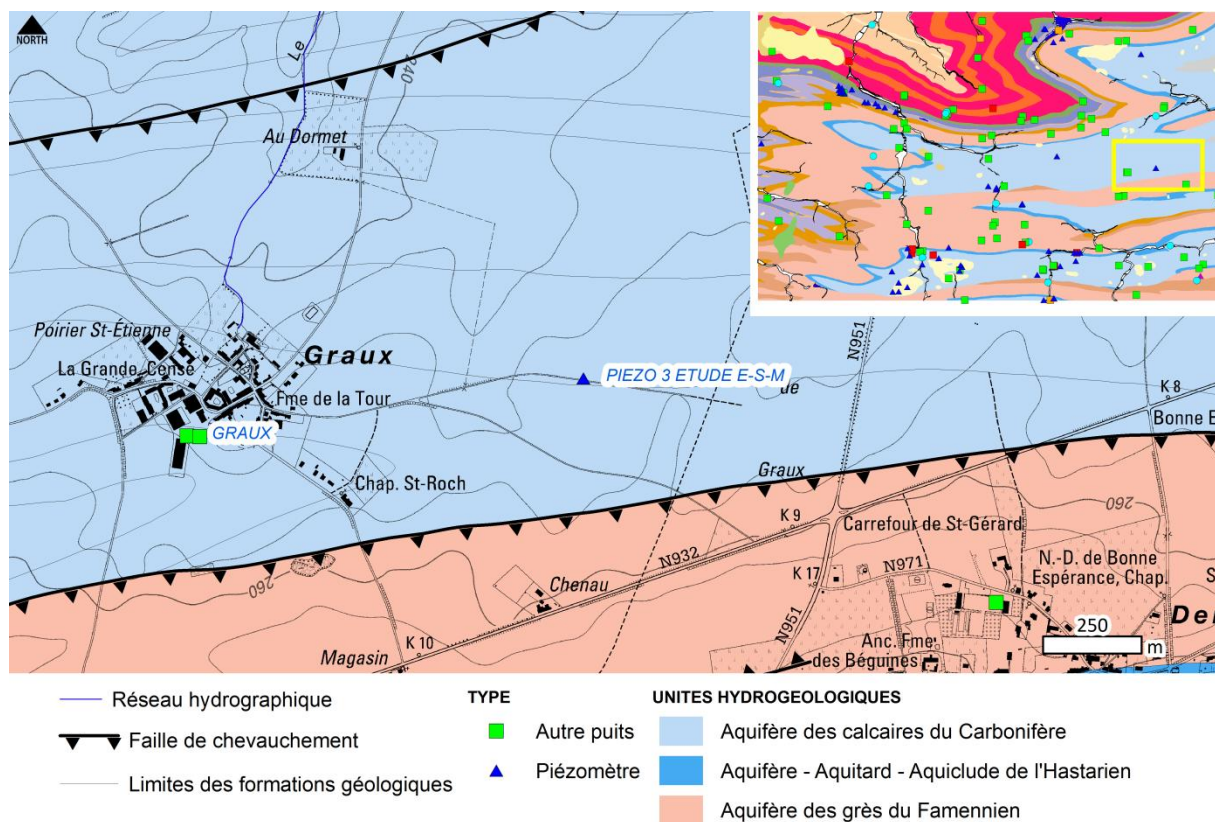 NORTH
Le
240
Au Dormet
Poirier St-Étienne
La Grande Cense
Graux
Fme de la Tour
PIEZO 3 ETUDE E-S-M
N951
de
K 8
Bonne E
GRAUX
Chap. St-Roch
Graux
K 9
Carrefour de St-Gérard
260
260
Chenau
N932
K 17
N971
N.-D. de Bonne
Espérance, Chap.
S
Magasin
K 10
N951
Anc. Fme
des Béguines
250
m
De
Réseau hydrographique
Faille de chevauchement
Limites des formations géologiques
TYPE
Autre puits
Piézomètre
UNITES HYDROGEOLOGIQUES
Aquifère des calcaires du Carbonifère
Aquifère - Aquitard - Aquiclude de l'Hastarien
Aquifère des grès du Famennien